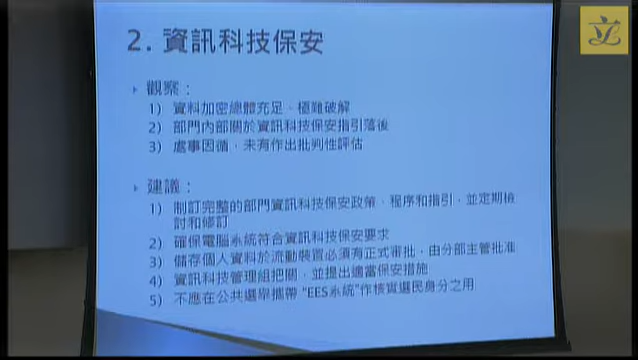 立
2. 資訊科技保安
觀察：
1) 資料加密總體充足，極難破解
2) 部門內部關於資訊科技保安指引落後
3) 處事因循，未有作出批判性評估
建議：
1) 制訂完整的部門資訊科技保安政策、程序和指引，並定期檢
討和修訂
2) 確保電腦系統符合資訊科技保安要求
3) 儲存個人資料於流動裝置必須有正式審批，由分部主管批准
4) 資訊科技管理組把關，並提出適當保安措施
5) 不應在公共選舉攜帶 "EES系統"作核實選民身分之用